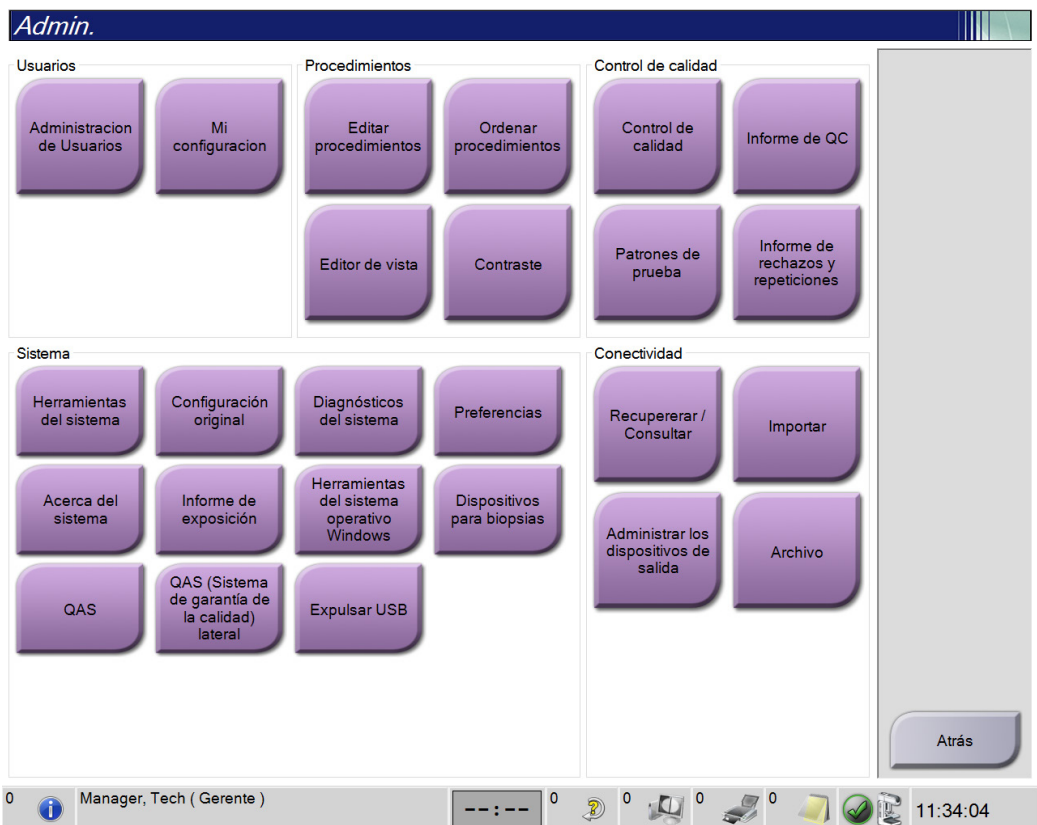 Admin.
Usuarios
Administracion
de Usuarios
Mi
configuracion
Procedimientos
Editar
procedimientos
Ordenar
procedimientos
Editor de vista
Contraste
Control de calidad
Control de
calidad
Informe de QC
Patrones de
prueba
Informe de
rechazos y
repeticiones
Sistema
Herramientas
del sistema
Configuración
original
Diagnósticos
del sistema
Preferencias
Acerca del
sistema
Informe de
exposición
Herramientas
del sistema
operativo
Windows
Dispositivos
para biopsias
QAS
QAS (Sistema
de garantía de
la calidad)
lateral
Expulsar USB
Conectividad
Recupererar /
Consultar
Importar
Administrar los
dispositivos de
salida
Archivo
Atrás
0
Manager, Tech ( Gerente )
--:--
0
0
0
0
11:34:04